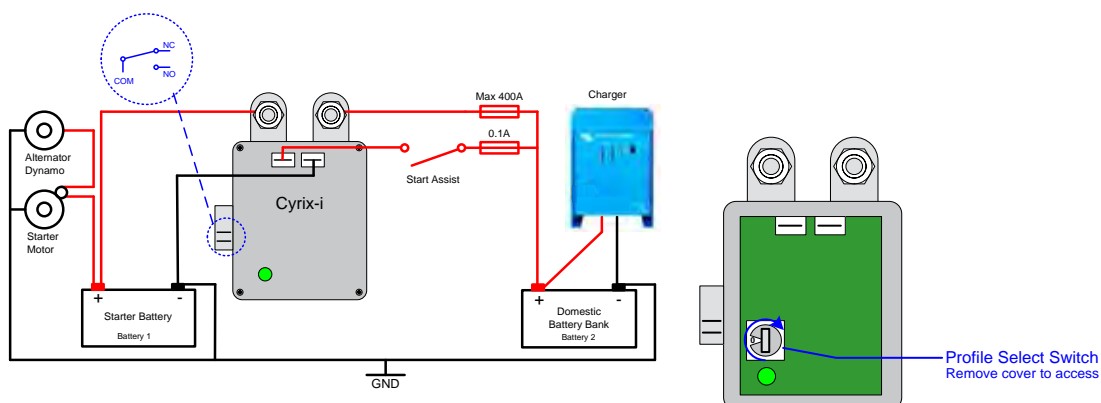 NC
COM
NO
Max 400A
Charger
0.1A
Alternator
Dynamo
Start Assist
Cyrix-i
Starter
Motor
+ -
Starter Battery
Battery 1
+ -
Domestic
Battery Bank
Battery 2
GND
0
Profile Select Switch
Remove cover to access